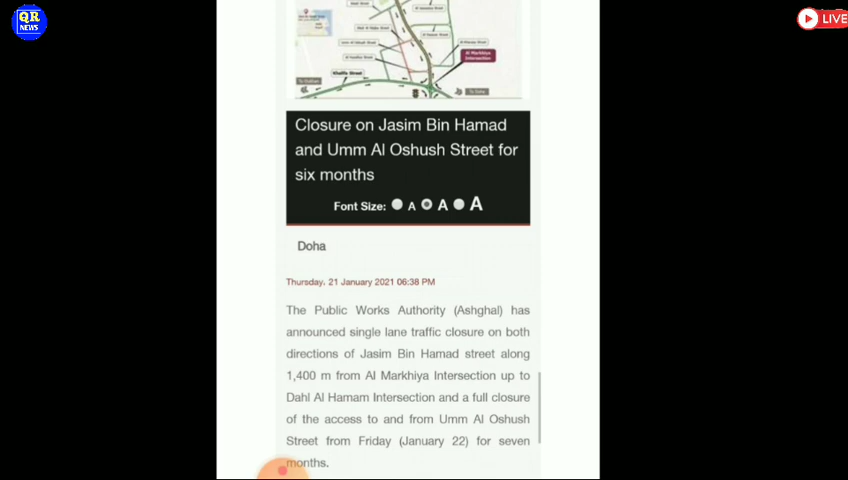 QR
NEWS
LIVE
Al Markhiya
Intersection
Khalifa Street
To Doha
Closure on Jasim Bin Hamad
and Umm Al Oshush Street for
six months
Font Size: A A A
Doha
Thursday, 21 January 2021 06:38 PM
The Public Works Authority (Ashghal) has
announced single lane traffic closure on both
directions of Jasim Bin Hamad street along
1,400 m from Al Markhiya Intersection up to
Dahl Al Hamam Intersection and a full closure
of the access to and from Umm Al Oshush
Street from Friday (January 22) for seven
months.